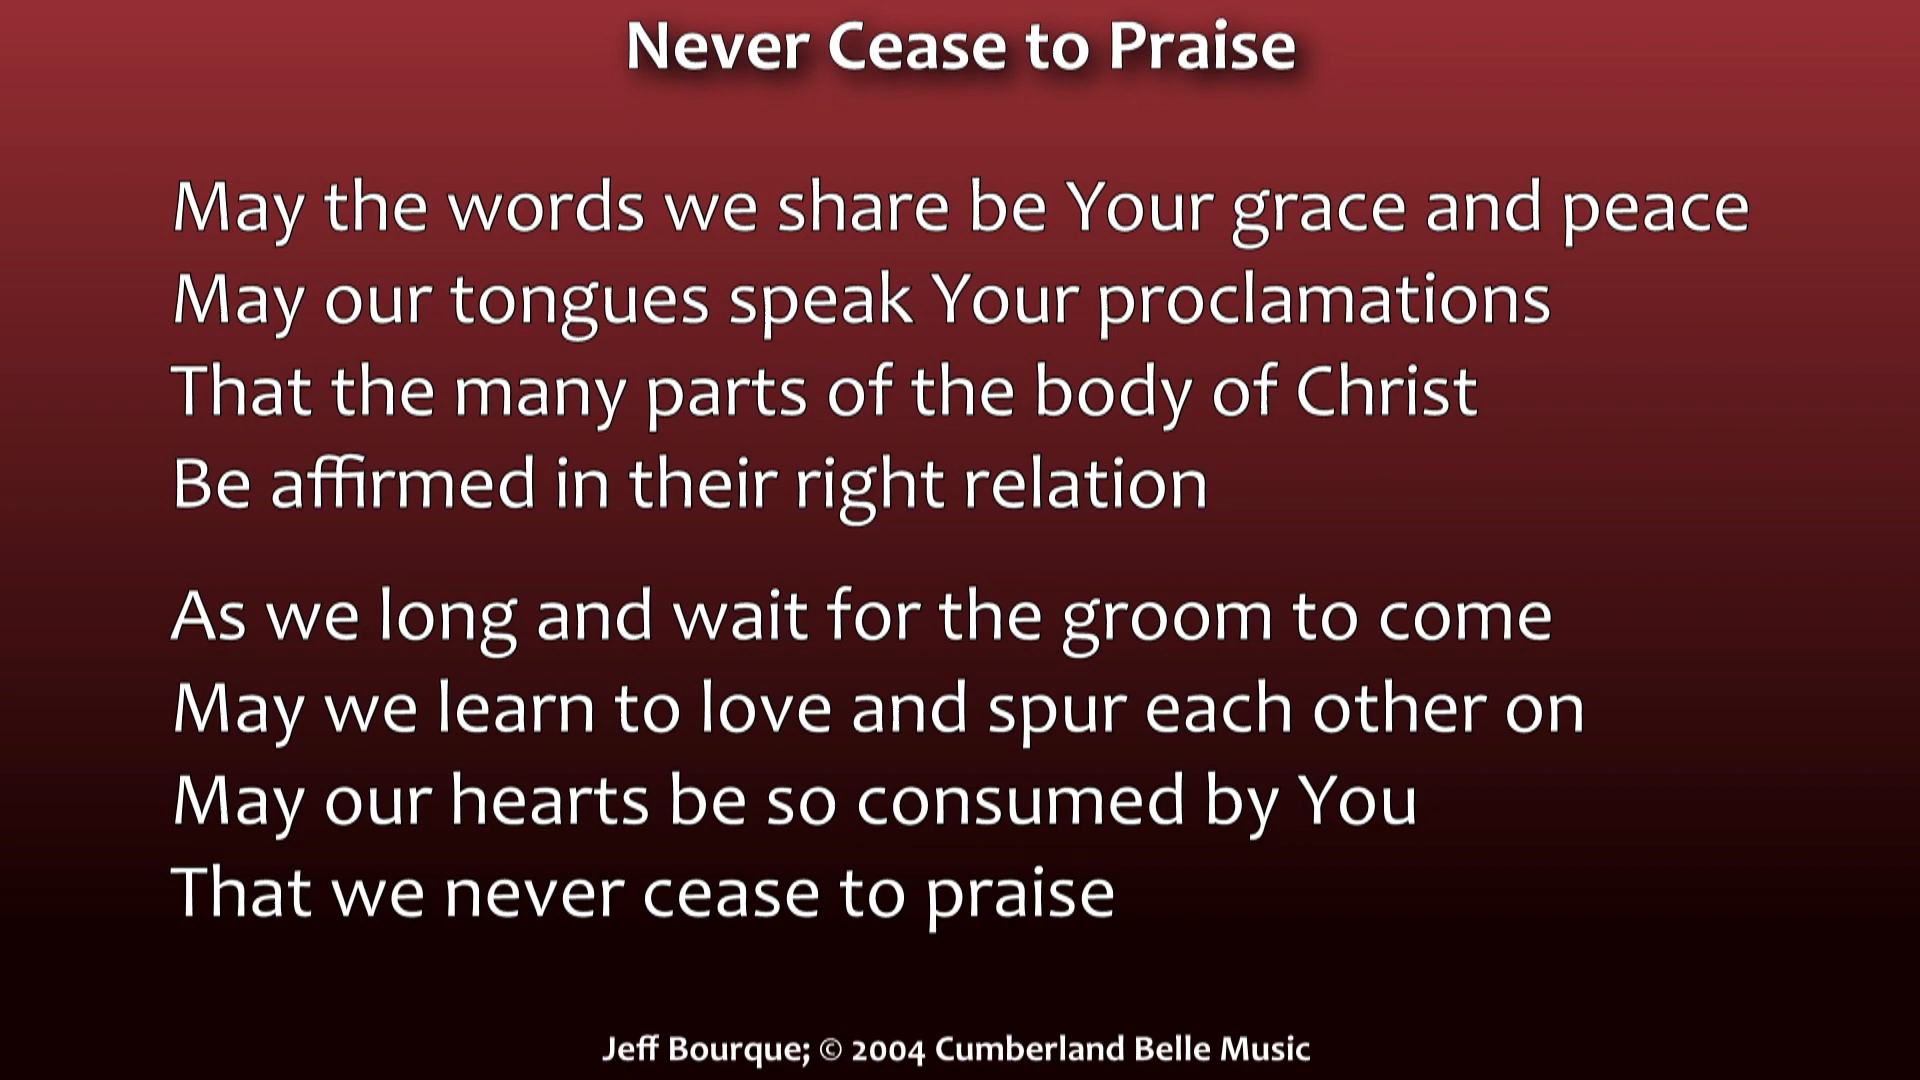 Never Cease to Praise
May the words we share be Your grace and peace
May our tongues speak Your proclamations
That the many parts of the body of Christ
Be affirmed in their right relation
As we long and wait for the groom to come
May we learn to love and spur each other on
May our hearts be so consumed by You
That we never cease to praise
Jeff Bourque; © 2004 Cumberland Belle Music